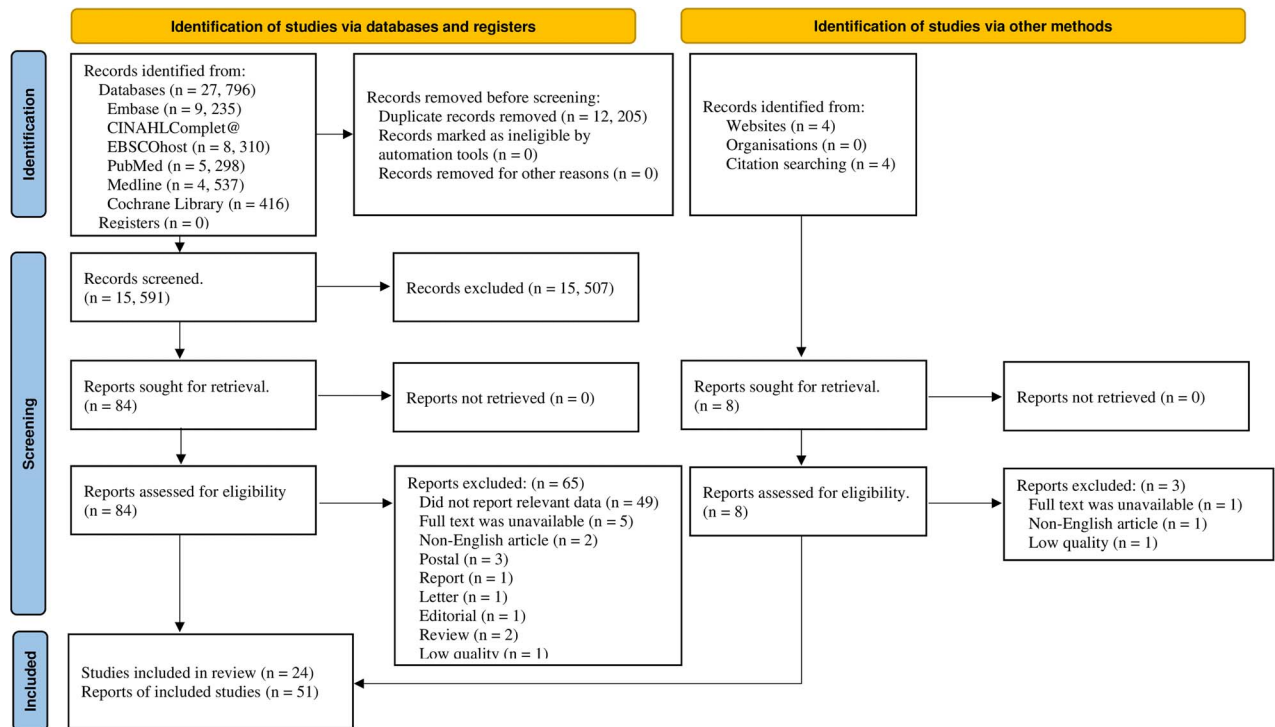 Identification of studies via databases and registers
Identification of studies via other methods
Identification
Records identified from:
Databases (n = 27, 796)
Embase (n = 9, 235)
CINAHLComplet@
EBSCOhost (n = 8, 310)
PubMed (n = 5, 298)
Medline (n = 4, 537)
Cochrane Library (n = 416)
Registers (n = 0)
Records removed before screening:
Duplicate records removed (n = 12, 205)
Records marked as ineligible by
automation tools (n = 0)
Records removed for other reasons (n = 0)
Records identified from:
Websites (n = 4)
Organisations (n = 0)
Citation searching (n = 4)
Screening
Records screened.
(n = 15, 591)
Records excluded (n = 15, 507)
Reports sought for retrieval.
(n = 84)
Reports not retrieved (n = 0)
Reports sought for retrieval.
(n = 8)
Reports not retrieved (n = 0)
Reports assessed for eligibility
(n = 84)
Reports excluded: (n = 65)
Did not report relevant data (n = 49)
Full text was unavailable (n = 5)
Non-English article (n = 2)
Postal (n = 3)
Report (n = 1)
Letter (n = 1)
Editorial (n = 1)
Review (n = 2)
Low quality (n = 1)
Reports assessed for eligibility.
(n = 8)
Reports excluded: (n = 3)
Full text was unavailable (n = 1)
Non-English article (n = 1)
Low quality (n = 1)
Included
Studies included in review (n = 24)
Reports of included studies (n = 51)